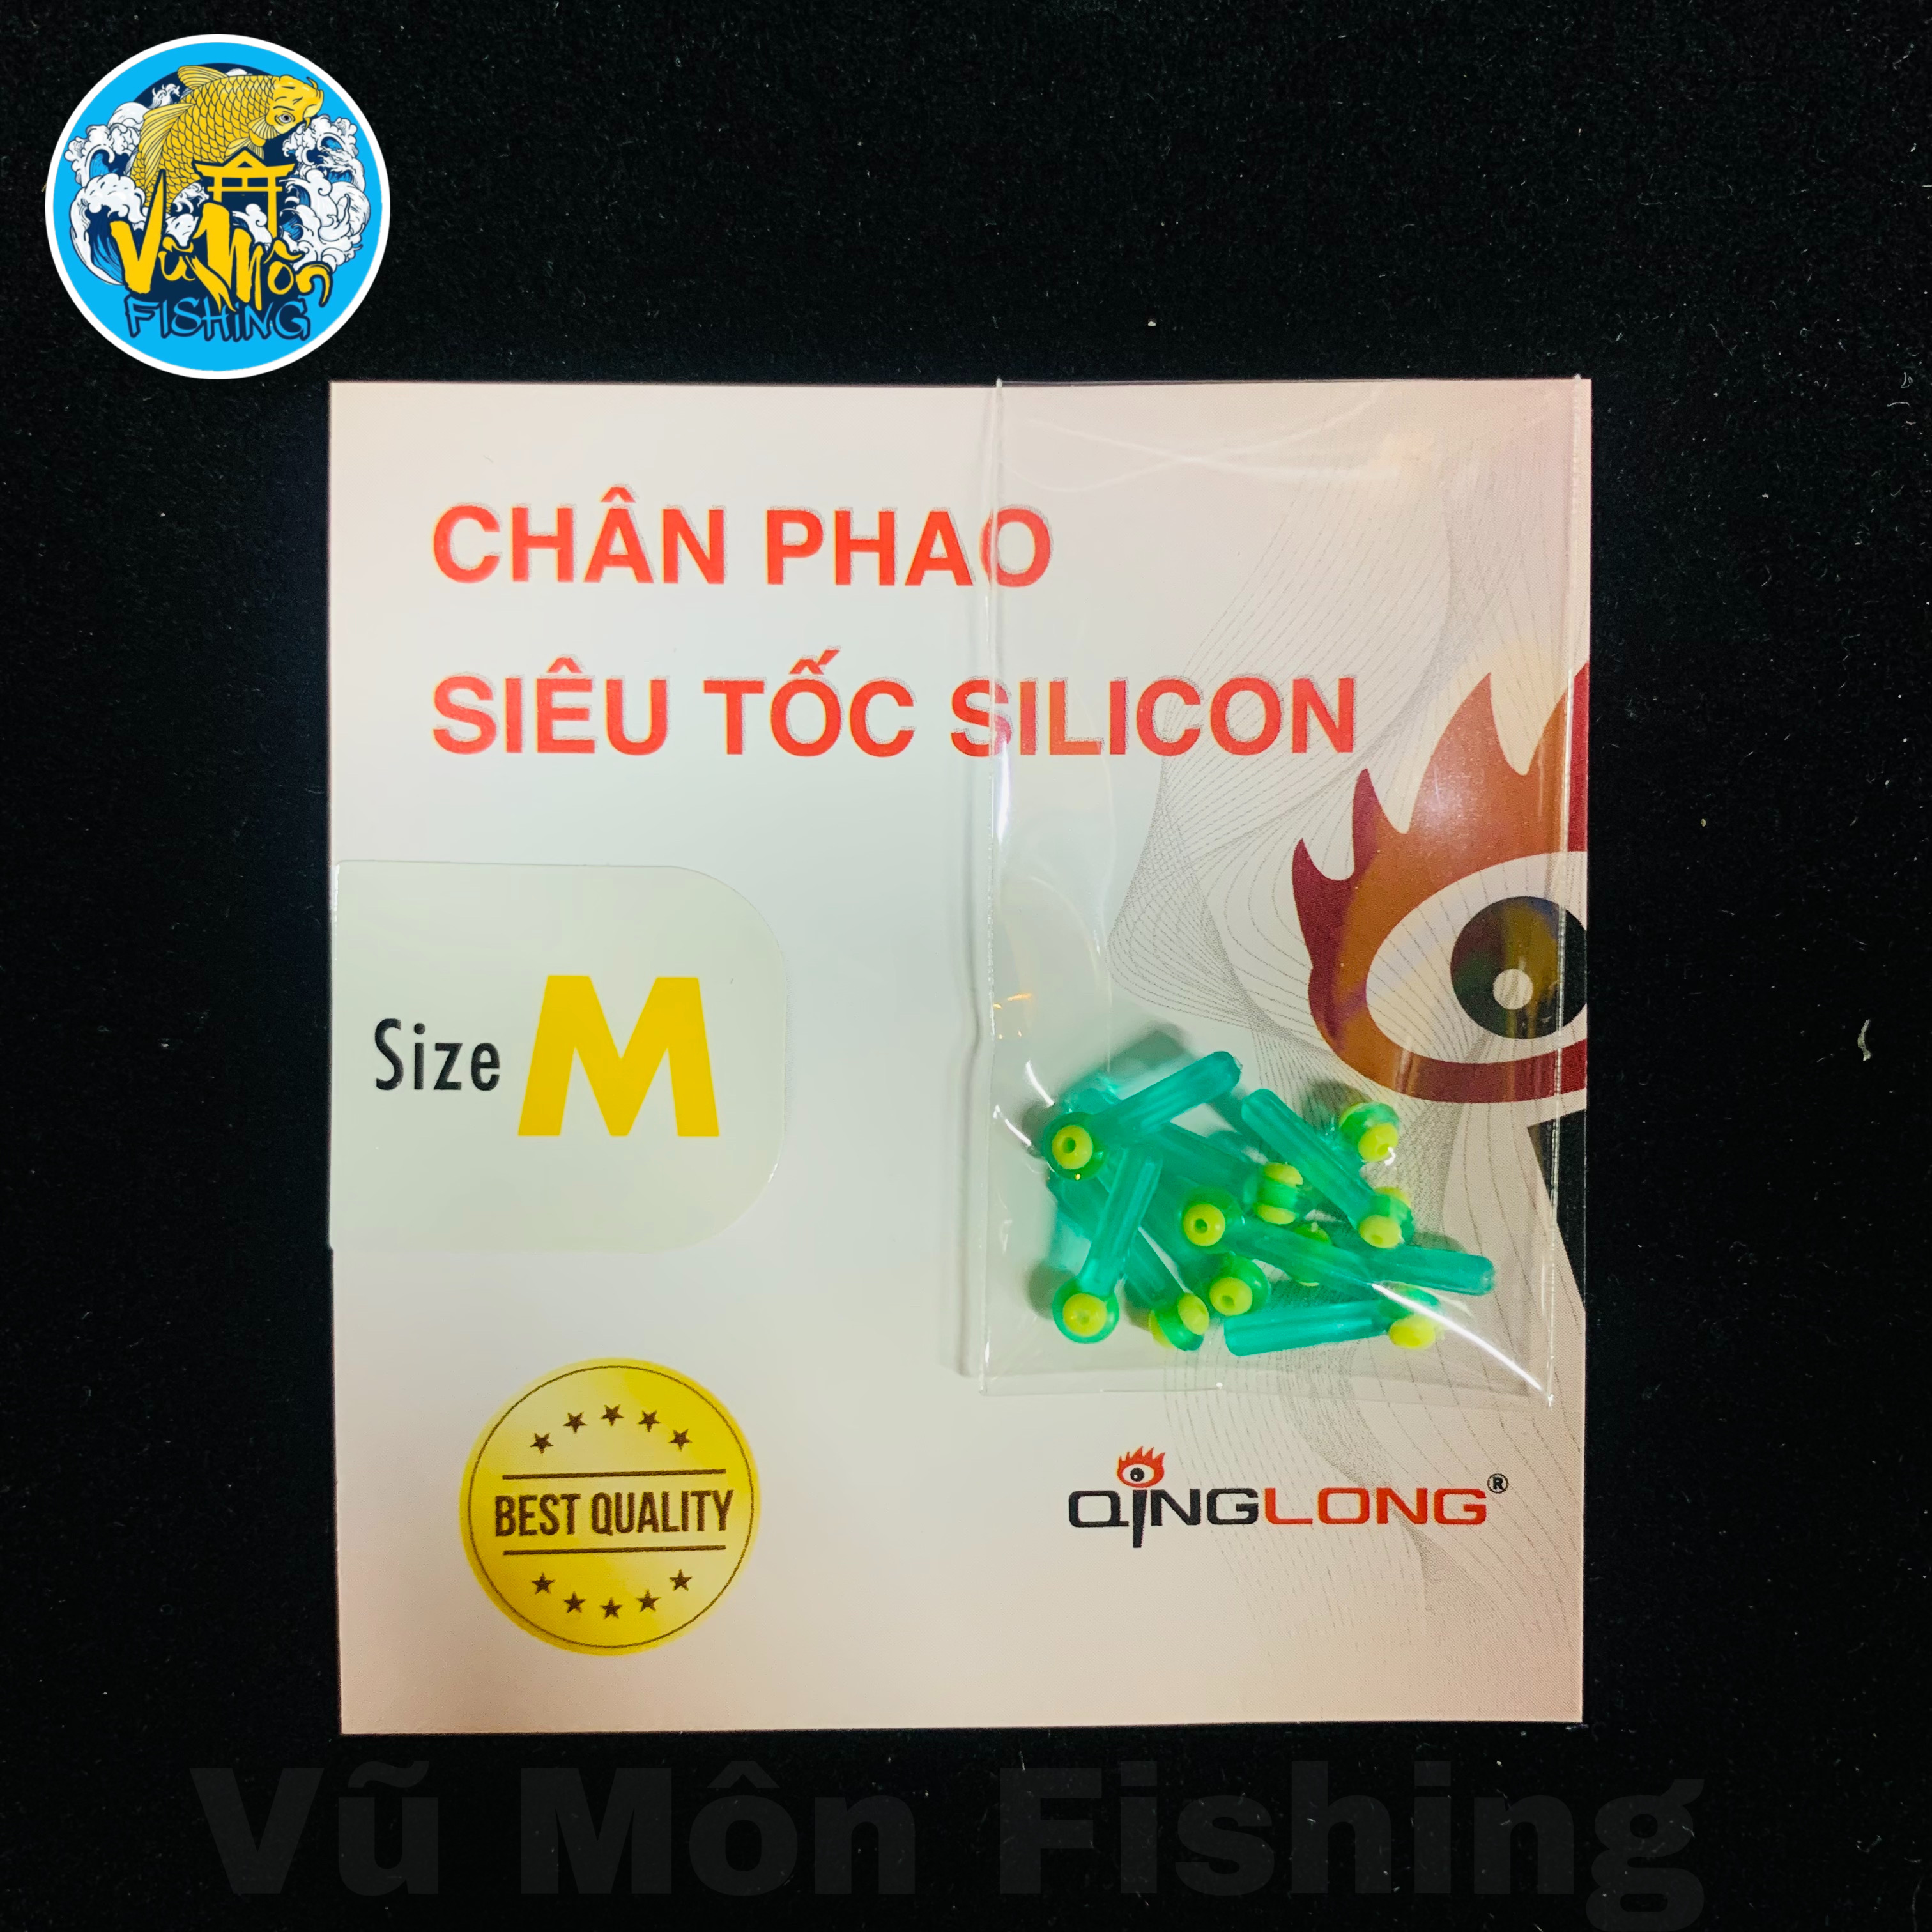 Vũ Môn
FISHING
CHÂN PHAO
SIÊU TỐC SILICON
Size M
BEST QUALITY
QINGLONG®
Vũ Môn Fishing